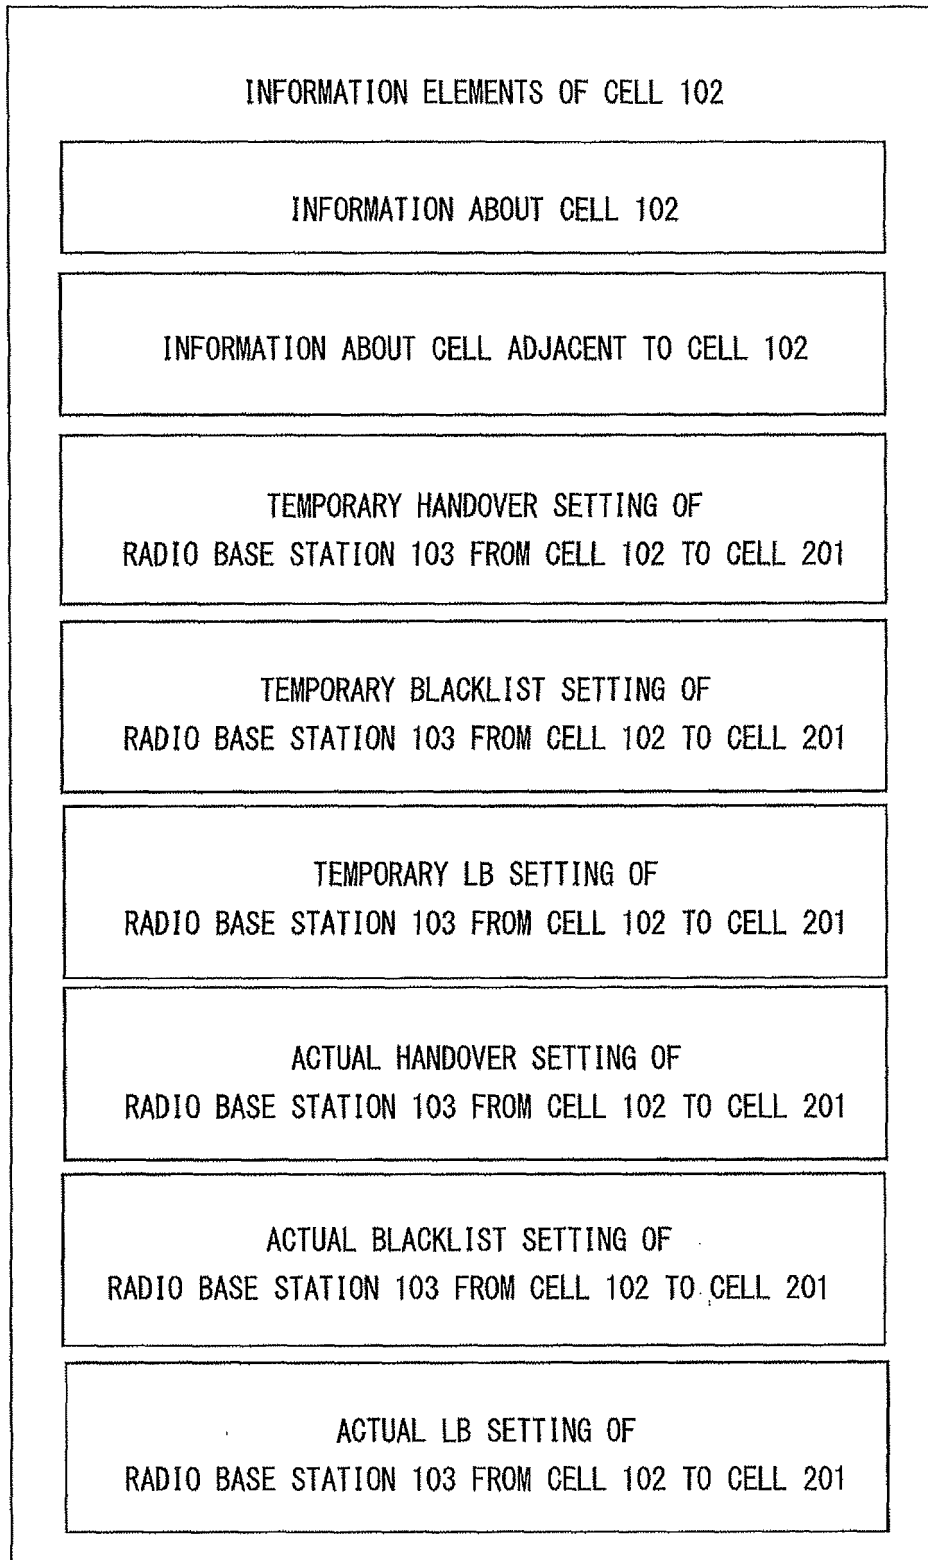 INFORMATION ELEMENTS OF CELL 102
INFORMATION ABOUT CELL 102
INFORMATION ABOUT CELL ADJACENT TO CELL 102
TEMPORARY HANDOVER SETTING OF
RADIO BASE STATION 103 FROM CELL 102 TO CELL 201
TEMPORARY BLACKLIST SETTING OF
RADIO BASE STATION 103 FROM CELL 102 TO CELL 201
TEMPORARY LB SETTING OF
RADIO BASE STATION 103 FROM CELL 102 TO CELL 201
ACTUAL HANDOVER SETTING OF
RADIO BASE STATION 103 FROM CELL 102 TO CELL 201
ACTUAL BLACKLIST SETTING OF
RADIO BASE STATION 103 FROM CELL 102 TO CELL 201
ACTUAL LB SETTING OF
RADIO BASE STATION 103 FROM CELL 102 TO CELL 201